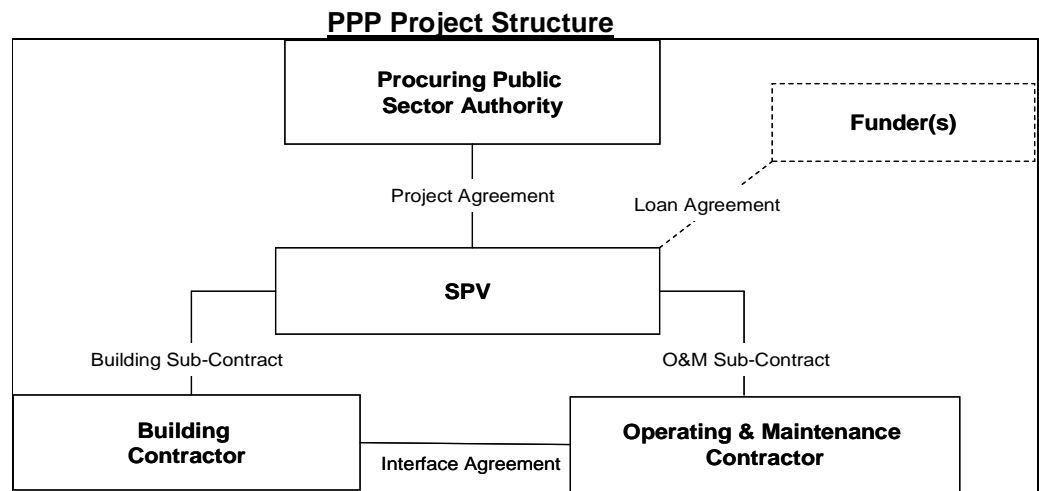 PPP Project Structure
Procuring Public
Sector Authority
Funder(s)
Project Agreement
Loan Agreement
SPV
Building Sub-Contract
O&M Sub-Contract
Building
Contractor
Interface Agreement
Operating & Maintenance
Contractor